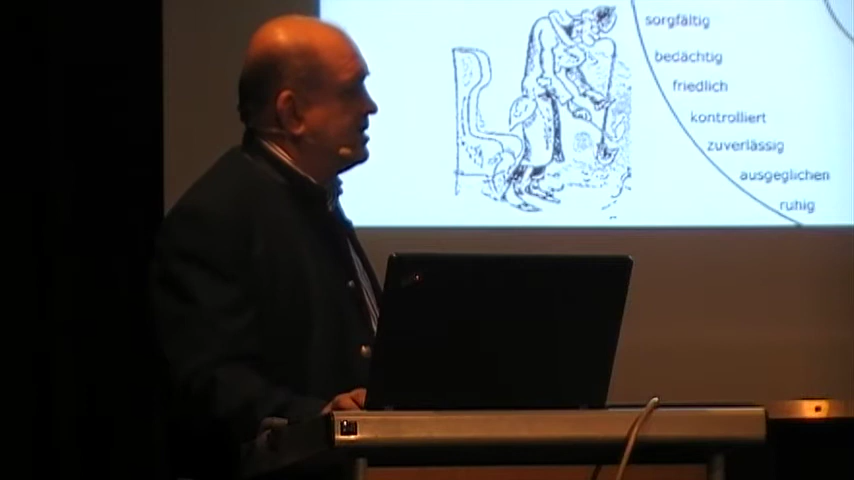 sorgfältig
bedächtig
friedlich
kontrolliert
zuverlässig
ausgeglichen
ruhig